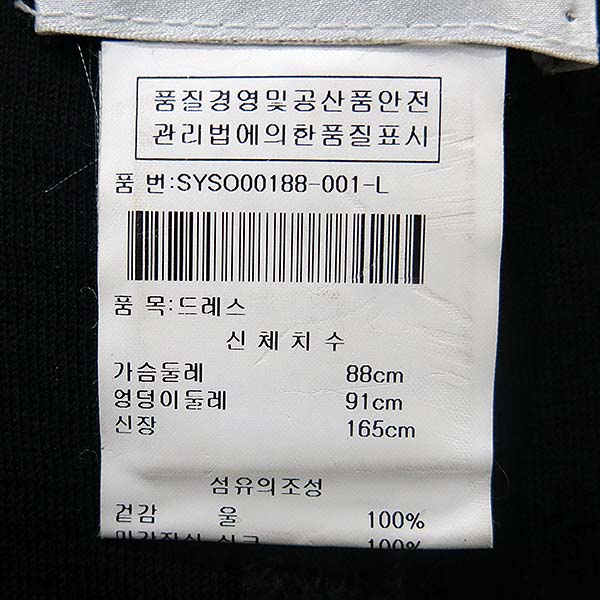 품질경영및공산품안전
관리법에의한품질표시
품 번:SYSO00188-001-L
품 목:드레스
신체치수
가슴둘레 88cm
엉덩이둘레 91cm
신장 165cm
섬유의조성
겉감 울 100%
100%